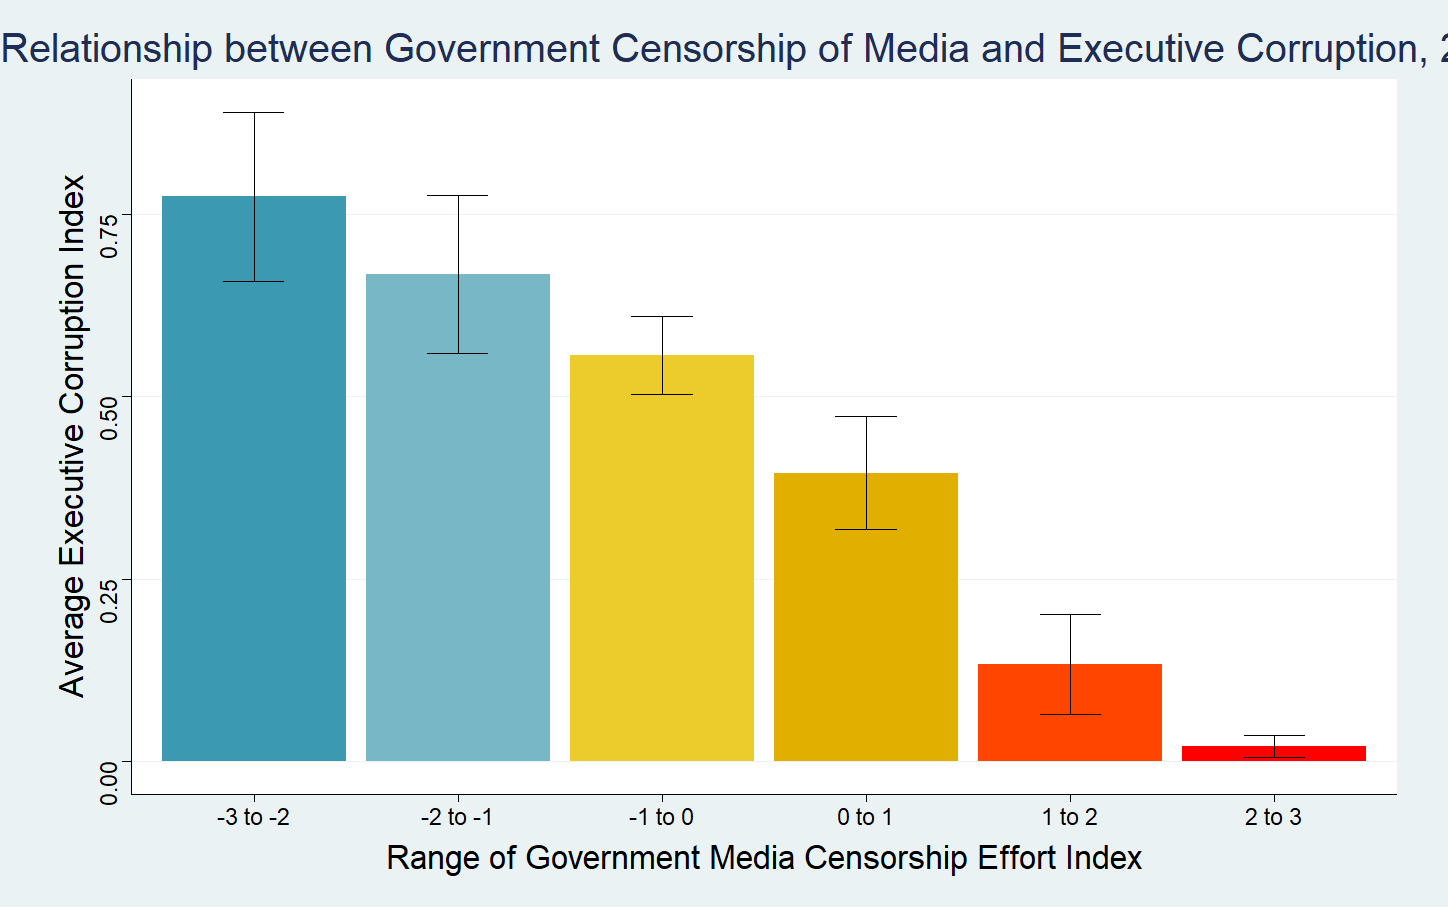 Relationship between Government Censorship of Media and Executive Corruption, 2
Average Executive Corruption Index
0.75
0.50
0.25
0.00
-3 to -2
-2 to -1
-1 to 0
0 to 1
1 to 2
2 to 3
Range of Government Media Censorship Effort Index